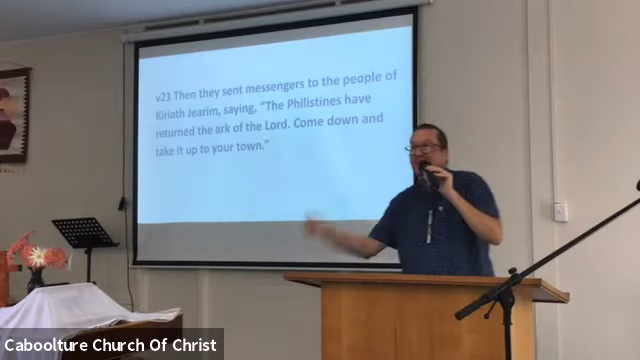 v21 Then they sent messengers to the people of
Kiriath Jearim, saying, “The Philistines have
returned the ark of the Lord. Come down and
take it up to your town.”
Caboolture Church Of Christ